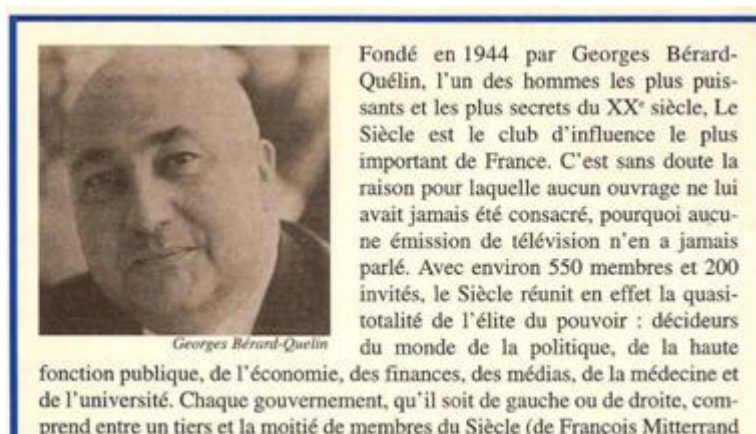 Fondé en 1944 par Georges Bérard-
Quélin, l'un des hommes les plus puis-
sants et les plus secrets du XXe siècle, Le
Siècle est le club d'influence le plus
important de France. C'est sans doute la
raison pour laquelle aucun ouvrage ne lui
avait jamais été consacré, pourquoi aucu-
ne émission de télévision n'en a jamais
parlé. Avec environ 550 membres et 200
invités, le Siècle réunit en effet la quasi-
totalité de l'élite du pouvoir : décideurs
Georges Bérard-Quelin
du monde de la politique, de la haute
fonction publique, de l'économie, des finances, des médias, de la médecine et
de l'université. Chaque gouvernement, qu'il soit de gauche ou de droite, com-
prend entre un tiers et la moitié de membres du Siècle (de François Mitterrand